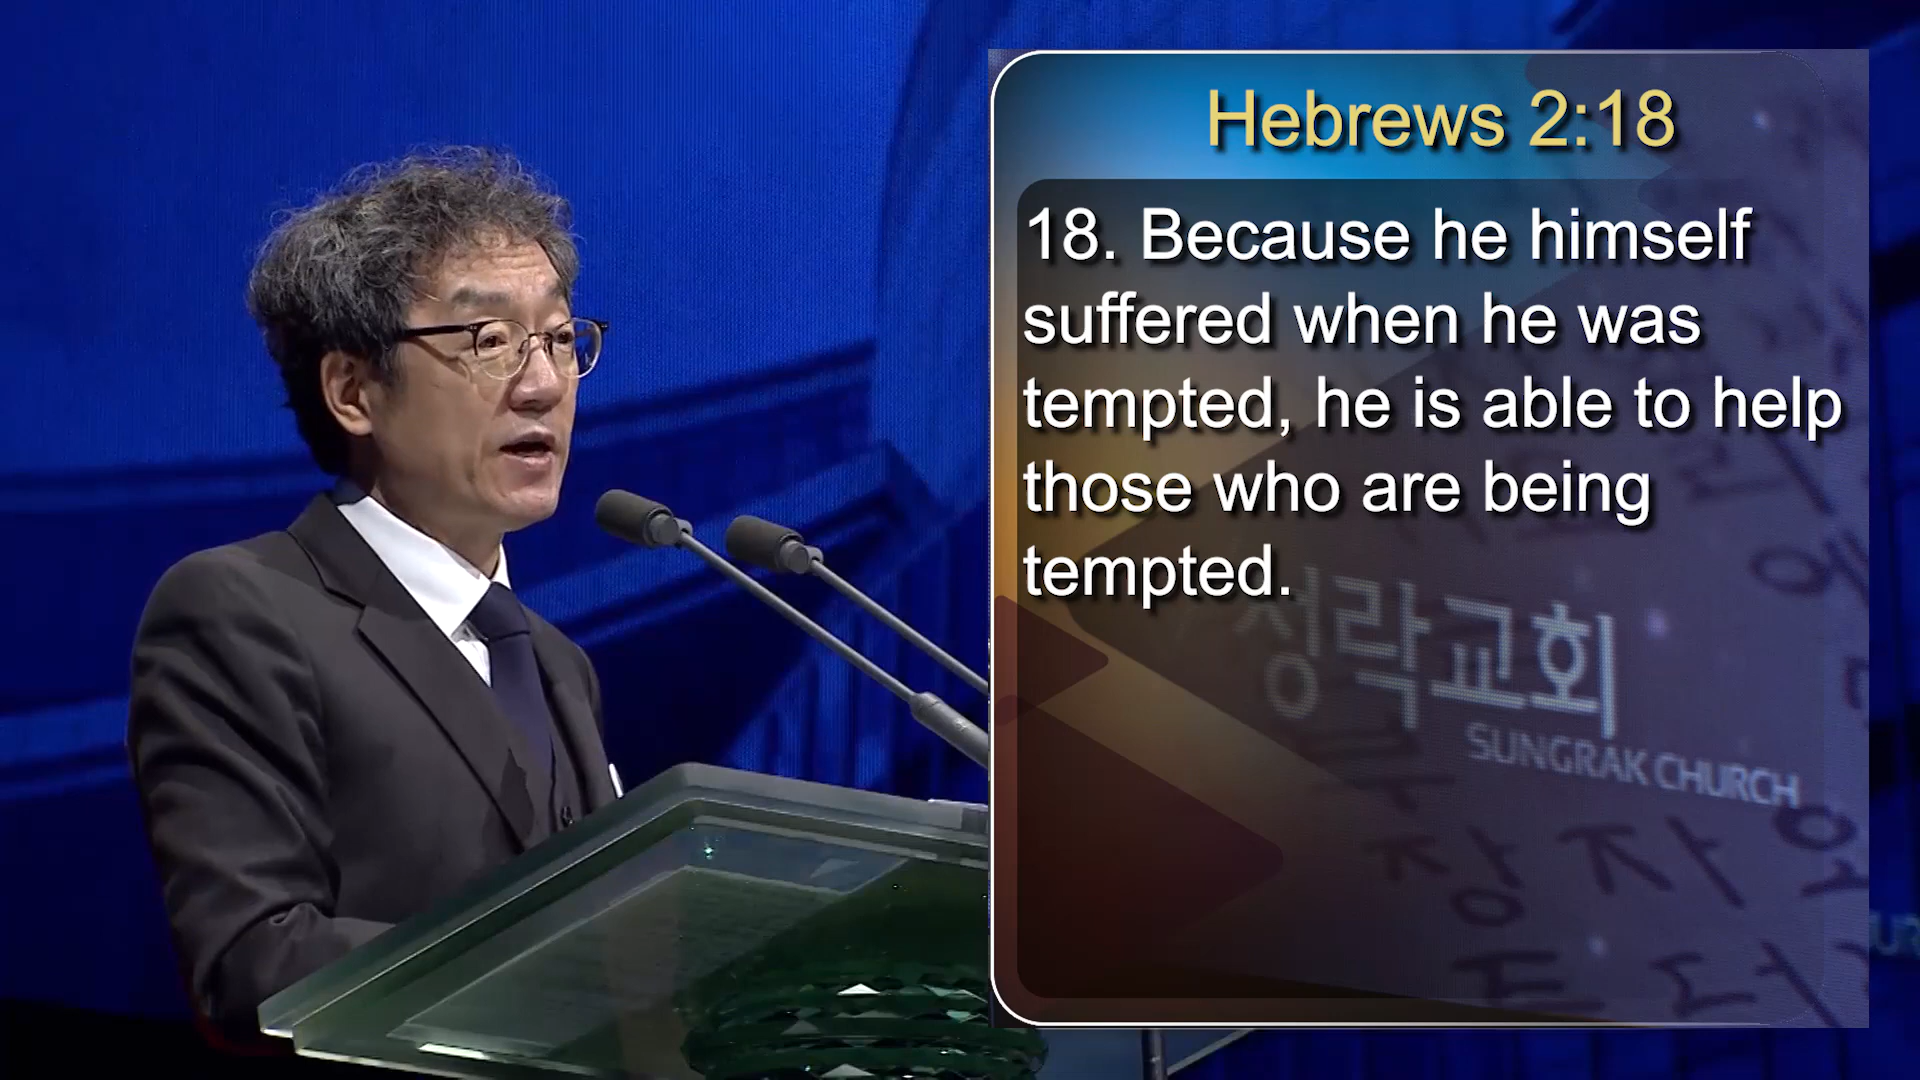 Hebrews 2:18
18. Because he himself
suffered when he was
tempted, he is able to help
those who are being
tempted.
성락교회
SUNGRAK CHURCH